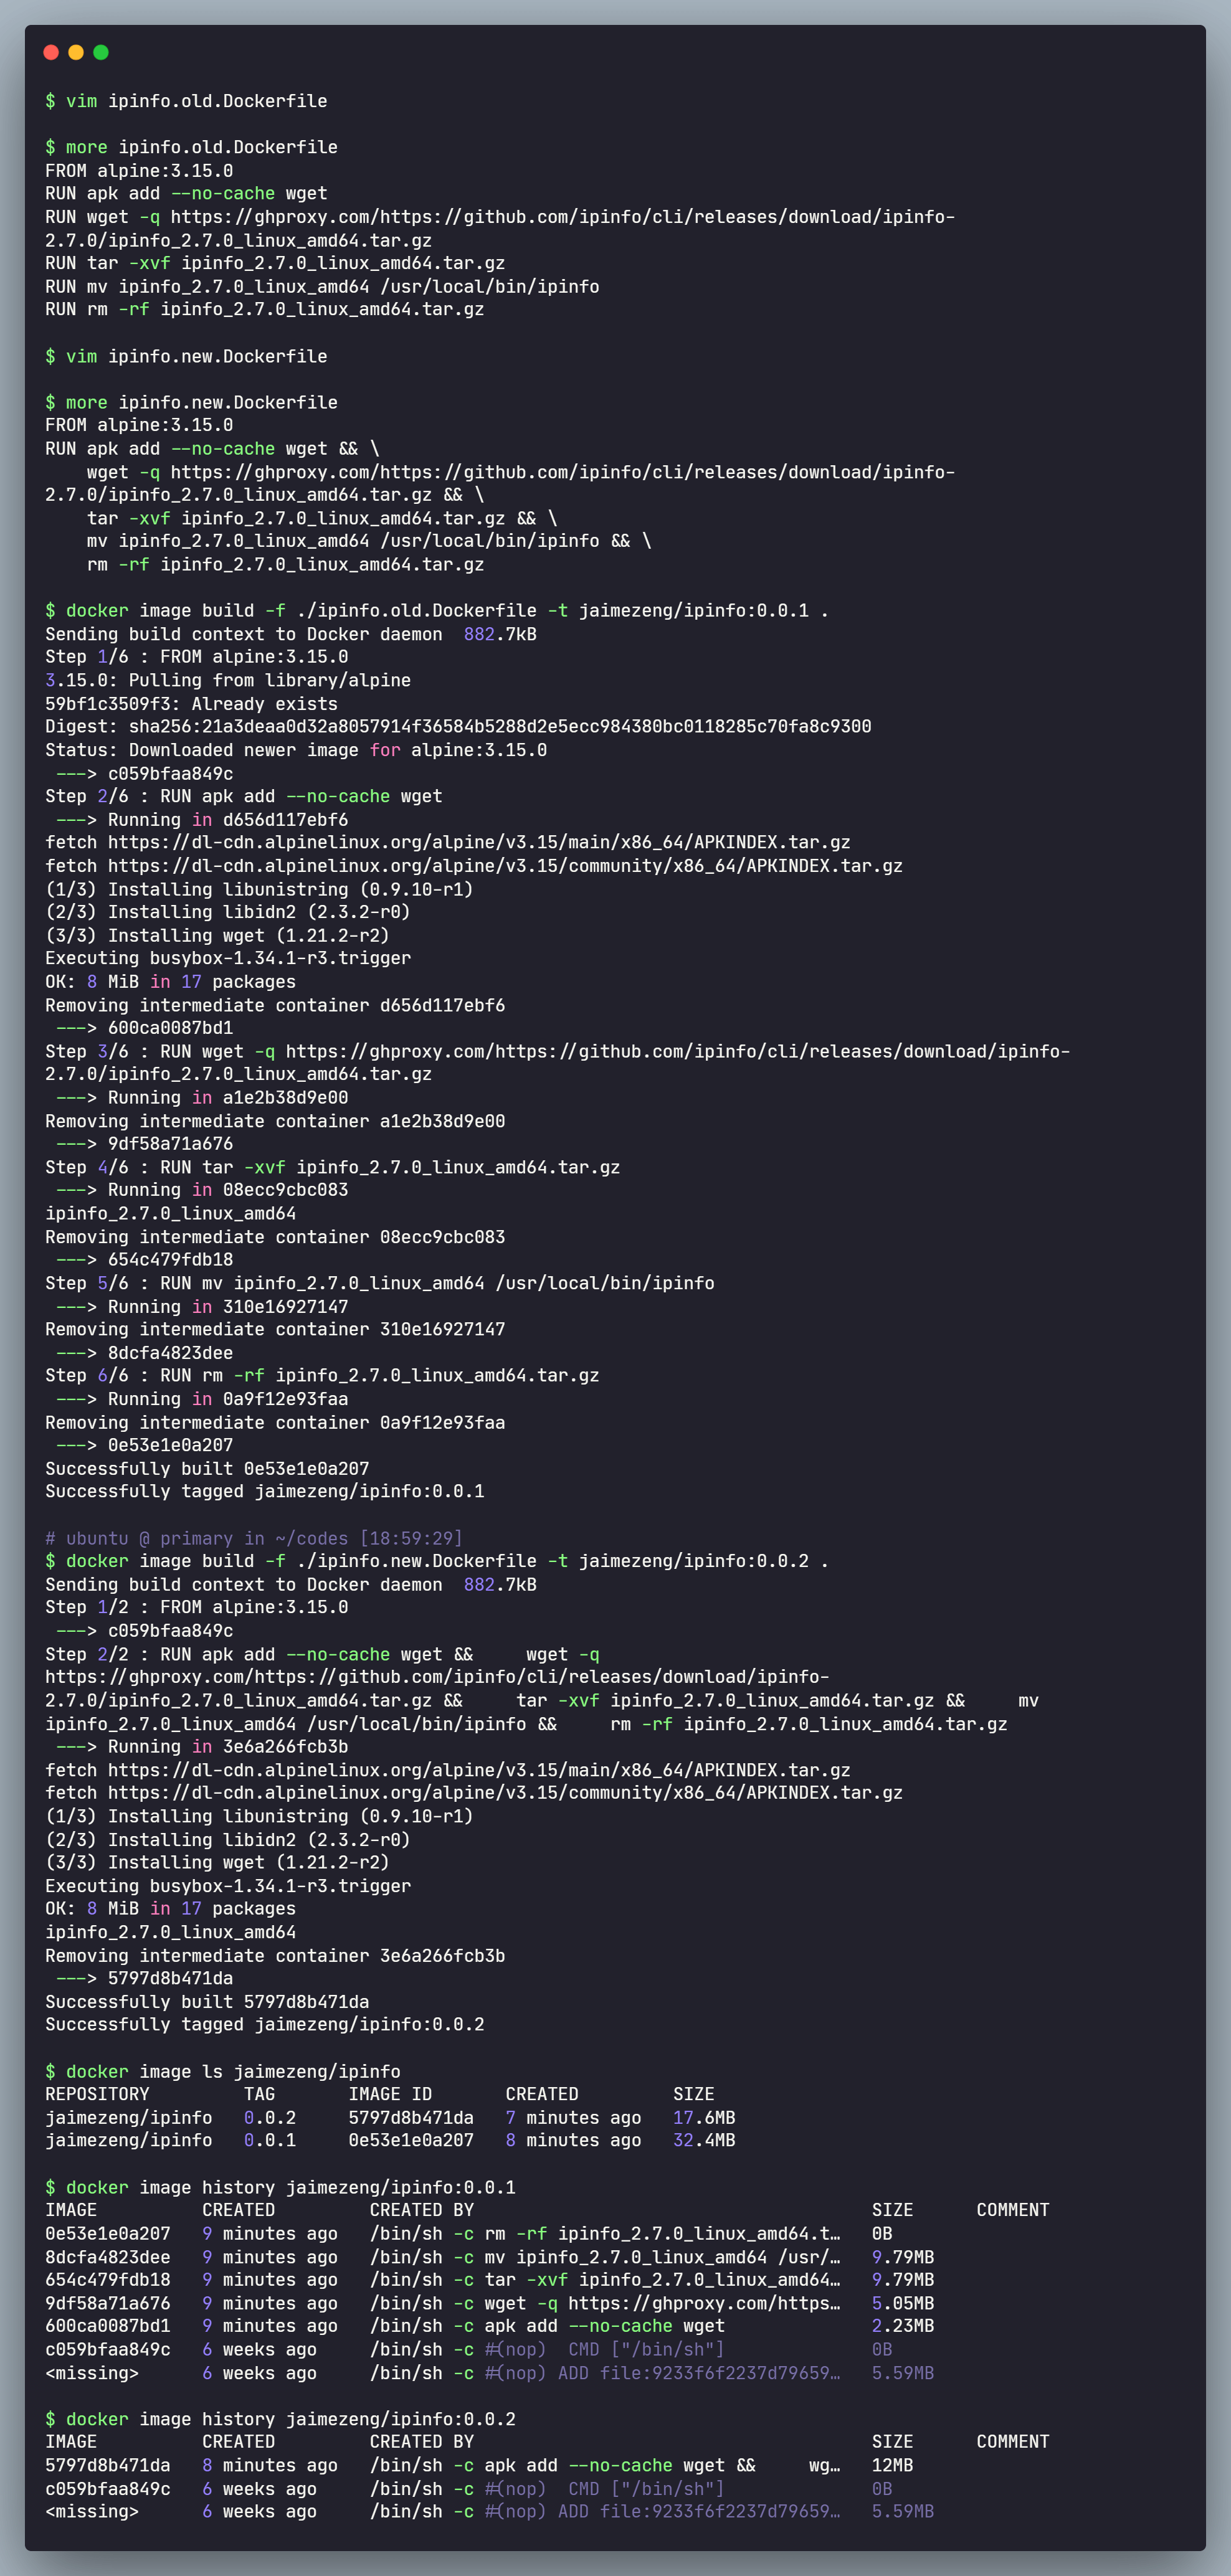 $ vim ipinfo.old.Dockerfile
$ more ipinfo.old.Dockerfile
FROM alpine:3.15.0
RUN apk add --no-cache wget
RUN wget -q https://ghproxy.com/https://github.com/ipinfo/cli/releases/download/ipinfo-
2.7.0/ipinfo_2.7.0_linux_amd64.tar.gz
RUN tar -xvf ipinfo_2.7.0_linux_amd64.tar.gz
RUN mv ipinfo_2.7.0_linux_amd64 /usr/local/bin/ipinfo
RUN rm -rf ipinfo_2.7.0_linux_amd64.tar.gz
$ vim ipinfo.new.Dockerfile
$ more ipinfo.new.Dockerfile
FROM alpine:3.15.0
RUN apk add --no-cache wget && \
    wget -q https://ghproxy.com/https://github.com/ipinfo/cli/releases/download/ipinfo-
2.7.0/ipinfo_2.7.0_linux_amd64.tar.gz && \
    tar -xvf ipinfo_2.7.0_linux_amd64.tar.gz && \
    mv ipinfo_2.7.0_linux_amd64 /usr/local/bin/ipinfo && \
    rm -rf ipinfo_2.7.0_linux_amd64.tar.gz
$ docker image build -f ./ipinfo.old.Dockerfile -t jaimezeng/ipinfo:0.0.1 .
Sending build context to Docker daemon  882.7kB
Step 1/6 : FROM alpine:3.15.0
3.15.0: Pulling from library/alpine
59bf1c3509f3: Already exists
Digest: sha256:21a3deaa0d32a8057914f36584b5288d2e5ecc984380bc0118285c70fa8c9300
Status: Downloaded newer image for alpine:3.15.0
 ---> c059bfaa849c
Step 2/6 : RUN apk add --no-cache wget
 ---> Running in d656d117ebf6
fetch https://dl-cdn.alpinelinux.org/alpine/v3.15/main/x86_64/APKINDEX.tar.gz
fetch https://dl-cdn.alpinelinux.org/alpine/v3.15/community/x86_64/APKINDEX.tar.gz
(1/3) Installing libunistring (0.9.10-r1)
(2/3) Installing libidn2 (2.3.2-r0)
(3/3) Installing wget (1.21.2-r2)
Executing busybox-1.34.1-r3.trigger
OK: 8 MiB in 17 packages
Removing intermediate container d656d117ebf6
 ---> 600ca0087bd1
Step 3/6 : RUN wget -q https://ghproxy.com/https://github.com/ipinfo/cli/releases/download/ipinfo-
2.7.0/ipinfo_2.7.0_linux_amd64.tar.gz
 ---> Running in a1e2b38d9e00
Removing intermediate container a1e2b38d9e00
 ---> 9df58a71a676
Step 4/6 : RUN tar -xvf ipinfo_2.7.0_linux_amd64.tar.gz
 ---> Running in 08ecc9cbc083
ipinfo_2.7.0_linux_amd64
Removing intermediate container 08ecc9cbc083
 ---> 654c479fdb18
Step 5/6 : RUN mv ipinfo_2.7.0_linux_amd64 /usr/local/bin/ipinfo
 ---> Running in 310e16927147
Removing intermediate container 310e16927147
 ---> 8dcfa4823dee
Step 6/6 : RUN rm -rf ipinfo_2.7.0_linux_amd64.tar.gz
 ---> Running in 0a9f12e93faa
Removing intermediate container 0a9f12e93faa
 ---> 0e53e1e0a207
Successfully built 0e53e1e0a207
Successfully tagged jaimezeng/ipinfo:0.0.1
# ubuntu @ primary in ~/codes [18:59:29]
$ docker image build -f ./ipinfo.new.Dockerfile -t jaimezeng/ipinfo:0.0.2 .
Sending build context to Docker daemon  882.7kB
Step 1/2 : FROM alpine:3.15.0
 ---> c059bfaa849c
Step 2/2 : RUN apk add --no-cache wget &&     wget -q
https://ghproxy.com/https://github.com/ipinfo/cli/releases/download/ipinfo-
2.7.0/ipinfo_2.7.0_linux_amd64.tar.gz &&     tar -xvf ipinfo_2.7.0_linux_amd64.tar.gz &&     mv
ipinfo_2.7.0_linux_amd64 /usr/local/bin/ipinfo &&     rm -rf ipinfo_2.7.0_linux_amd64.tar.gz
 ---> Running in 3e6a266fcb3b
fetch https://dl-cdn.alpinelinux.org/alpine/v3.15/main/x86_64/APKINDEX.tar.gz
fetch https://dl-cdn.alpinelinux.org/alpine/v3.15/community/x86_64/APKINDEX.tar.gz
(1/3) Installing libunistring (0.9.10-r1)
(2/3) Installing libidn2 (2.3.2-r0)
(3/3) Installing wget (1.21.2-r2)
Executing busybox-1.34.1-r3.trigger
OK: 8 MiB in 17 packages
ipinfo_2.7.0_linux_amd64
Removing intermediate container 3e6a266fcb3b
 ---> 5797d8b471da
Successfully built 5797d8b471da
Successfully tagged jaimezeng/ipinfo:0.0.2
$ docker image ls jaimezeng/ipinfo
REPOSITORY         TAG       IMAGE ID       CREATED         SIZE
jaimezeng/ipinfo   0.0.2     5797d8b471da   7 minutes ago   17.6MB
jaimezeng/ipinfo   0.0.1     0e53e1e0a207   8 minutes ago   32.4MB
$ docker image history jaimezeng/ipinfo:0.0.1
IMAGE          CREATED         CREATED BY                                      SIZE      COMMENT
0e53e1e0a207   9 minutes ago   /bin/sh -c rm -rf ipinfo_2.7.0_linux_amd64.t…   0B
8dcfa4823dee   9 minutes ago   /bin/sh -c mv ipinfo_2.7.0_linux_amd64 /usr/…   9.79MB
654c479fdb18   9 minutes ago   /bin/sh -c tar -xvf ipinfo_2.7.0_linux_amd64…   9.79MB
9df58a71a676   9 minutes ago   /bin/sh -c wget -q https://ghproxy.com/https…   5.05MB
600ca0087bd1   9 minutes ago   /bin/sh -c apk add --no-cache wget              2.23MB
c059bfaa849c   6 weeks ago     /bin/sh -c #(nop)  CMD ["/bin/sh"]              0B
<missing>      6 weeks ago     /bin/sh -c #(nop) ADD file:9233f6f2237d79659…   5.59MB
$ docker image history jaimezeng/ipinfo:0.0.2
IMAGE          CREATED         CREATED BY                                      SIZE      COMMENT
5797d8b471da   8 minutes ago   /bin/sh -c apk add --no-cache wget &&     wg…   12MB
c059bfaa849c   6 weeks ago     /bin/sh -c #(nop)  CMD ["/bin/sh"]              0B
<missing>      6 weeks ago     /bin/sh -c #(nop) ADD file:9233f6f2237d79659…   5.59MB